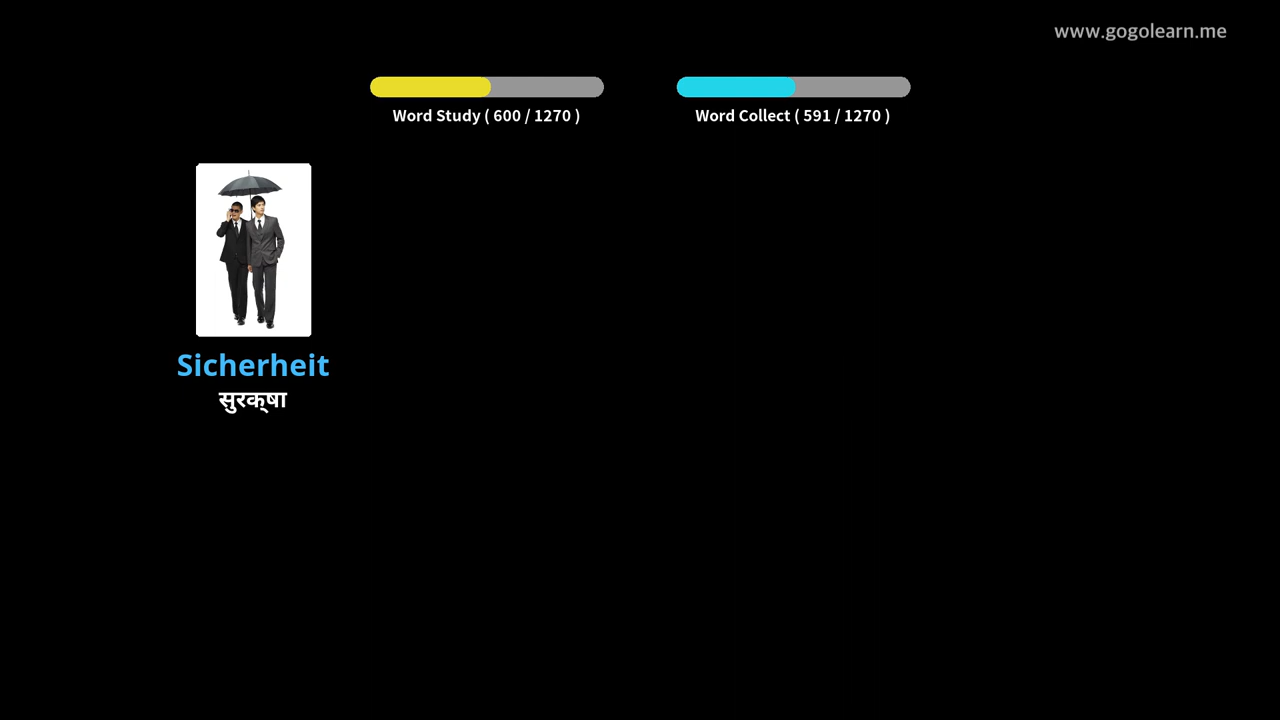 www.gogolearn.me
Word Study ( 600 / 1270 )
Word Collect ( 591 / 1270 )
Sicherheit
सुरक्षा